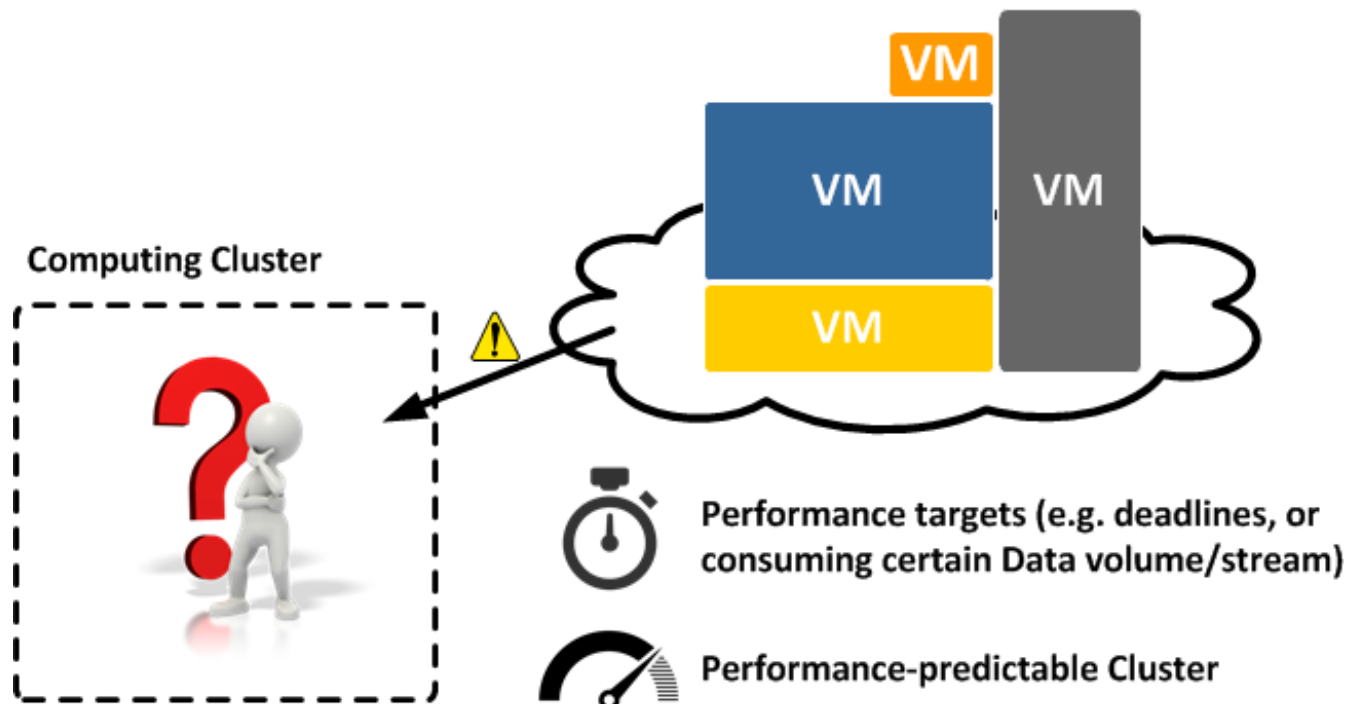 VM
VM
VM
VM
Computing Cluster
Performance targets (e.g. deadlines, or
consuming certain Data volume/stream)
Performance-predictable Cluster